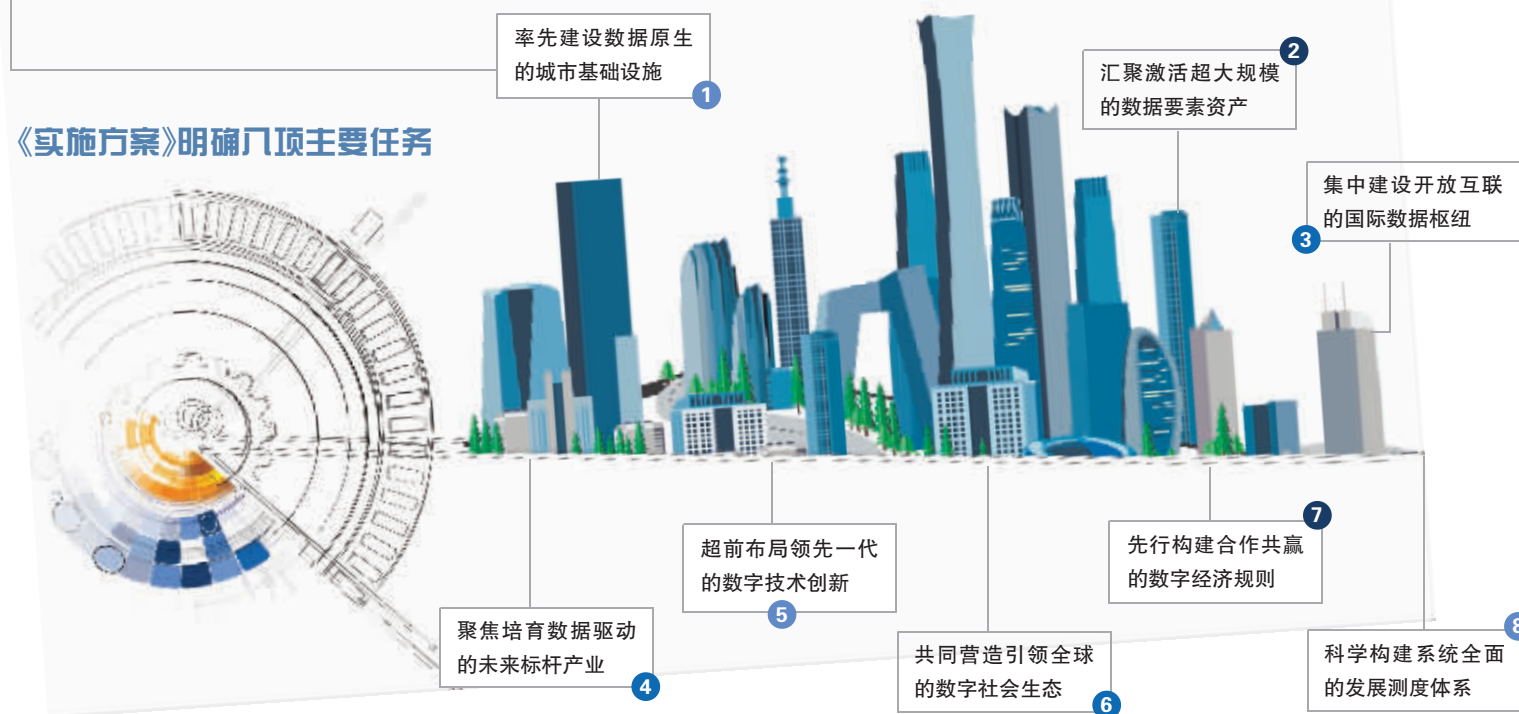 《实施方案》明确八项主要任务
率先建设数据原生
的城市基础设施
1
汇聚激活超大规模
的数据要素资产
2
集中建设开放互联
的国际数据枢纽
3
聚焦培育数据驱动
的未来标杆产业
4
超前布局领先一代
的数字技术创新
5
共同营造引领全球
的数字社会生态
6
先行构建合作共赢
的数字经济规则
7
科学构建系统全面
的发展测度体系
8